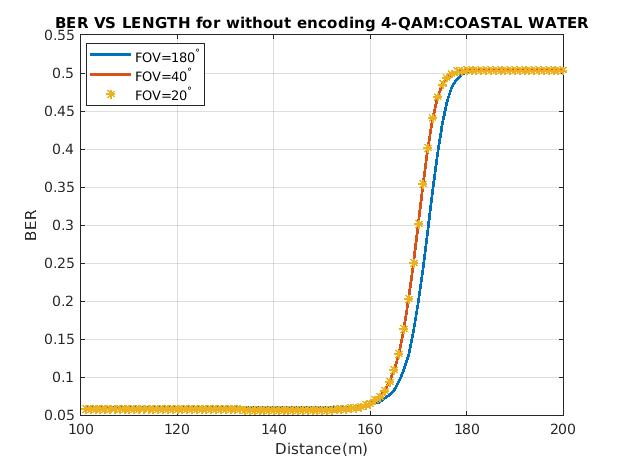 BER VS LENGTH for without encoding 4-QAM:COASTAL WATER
0.55
0.5
0.45
0.4
0.35
0.3
0.25
0.2
0.15
0.1
0.05
BER
FOV=180°
FOV=40°
FOV=20°
100 120 140 160 180 200
Distance(m)